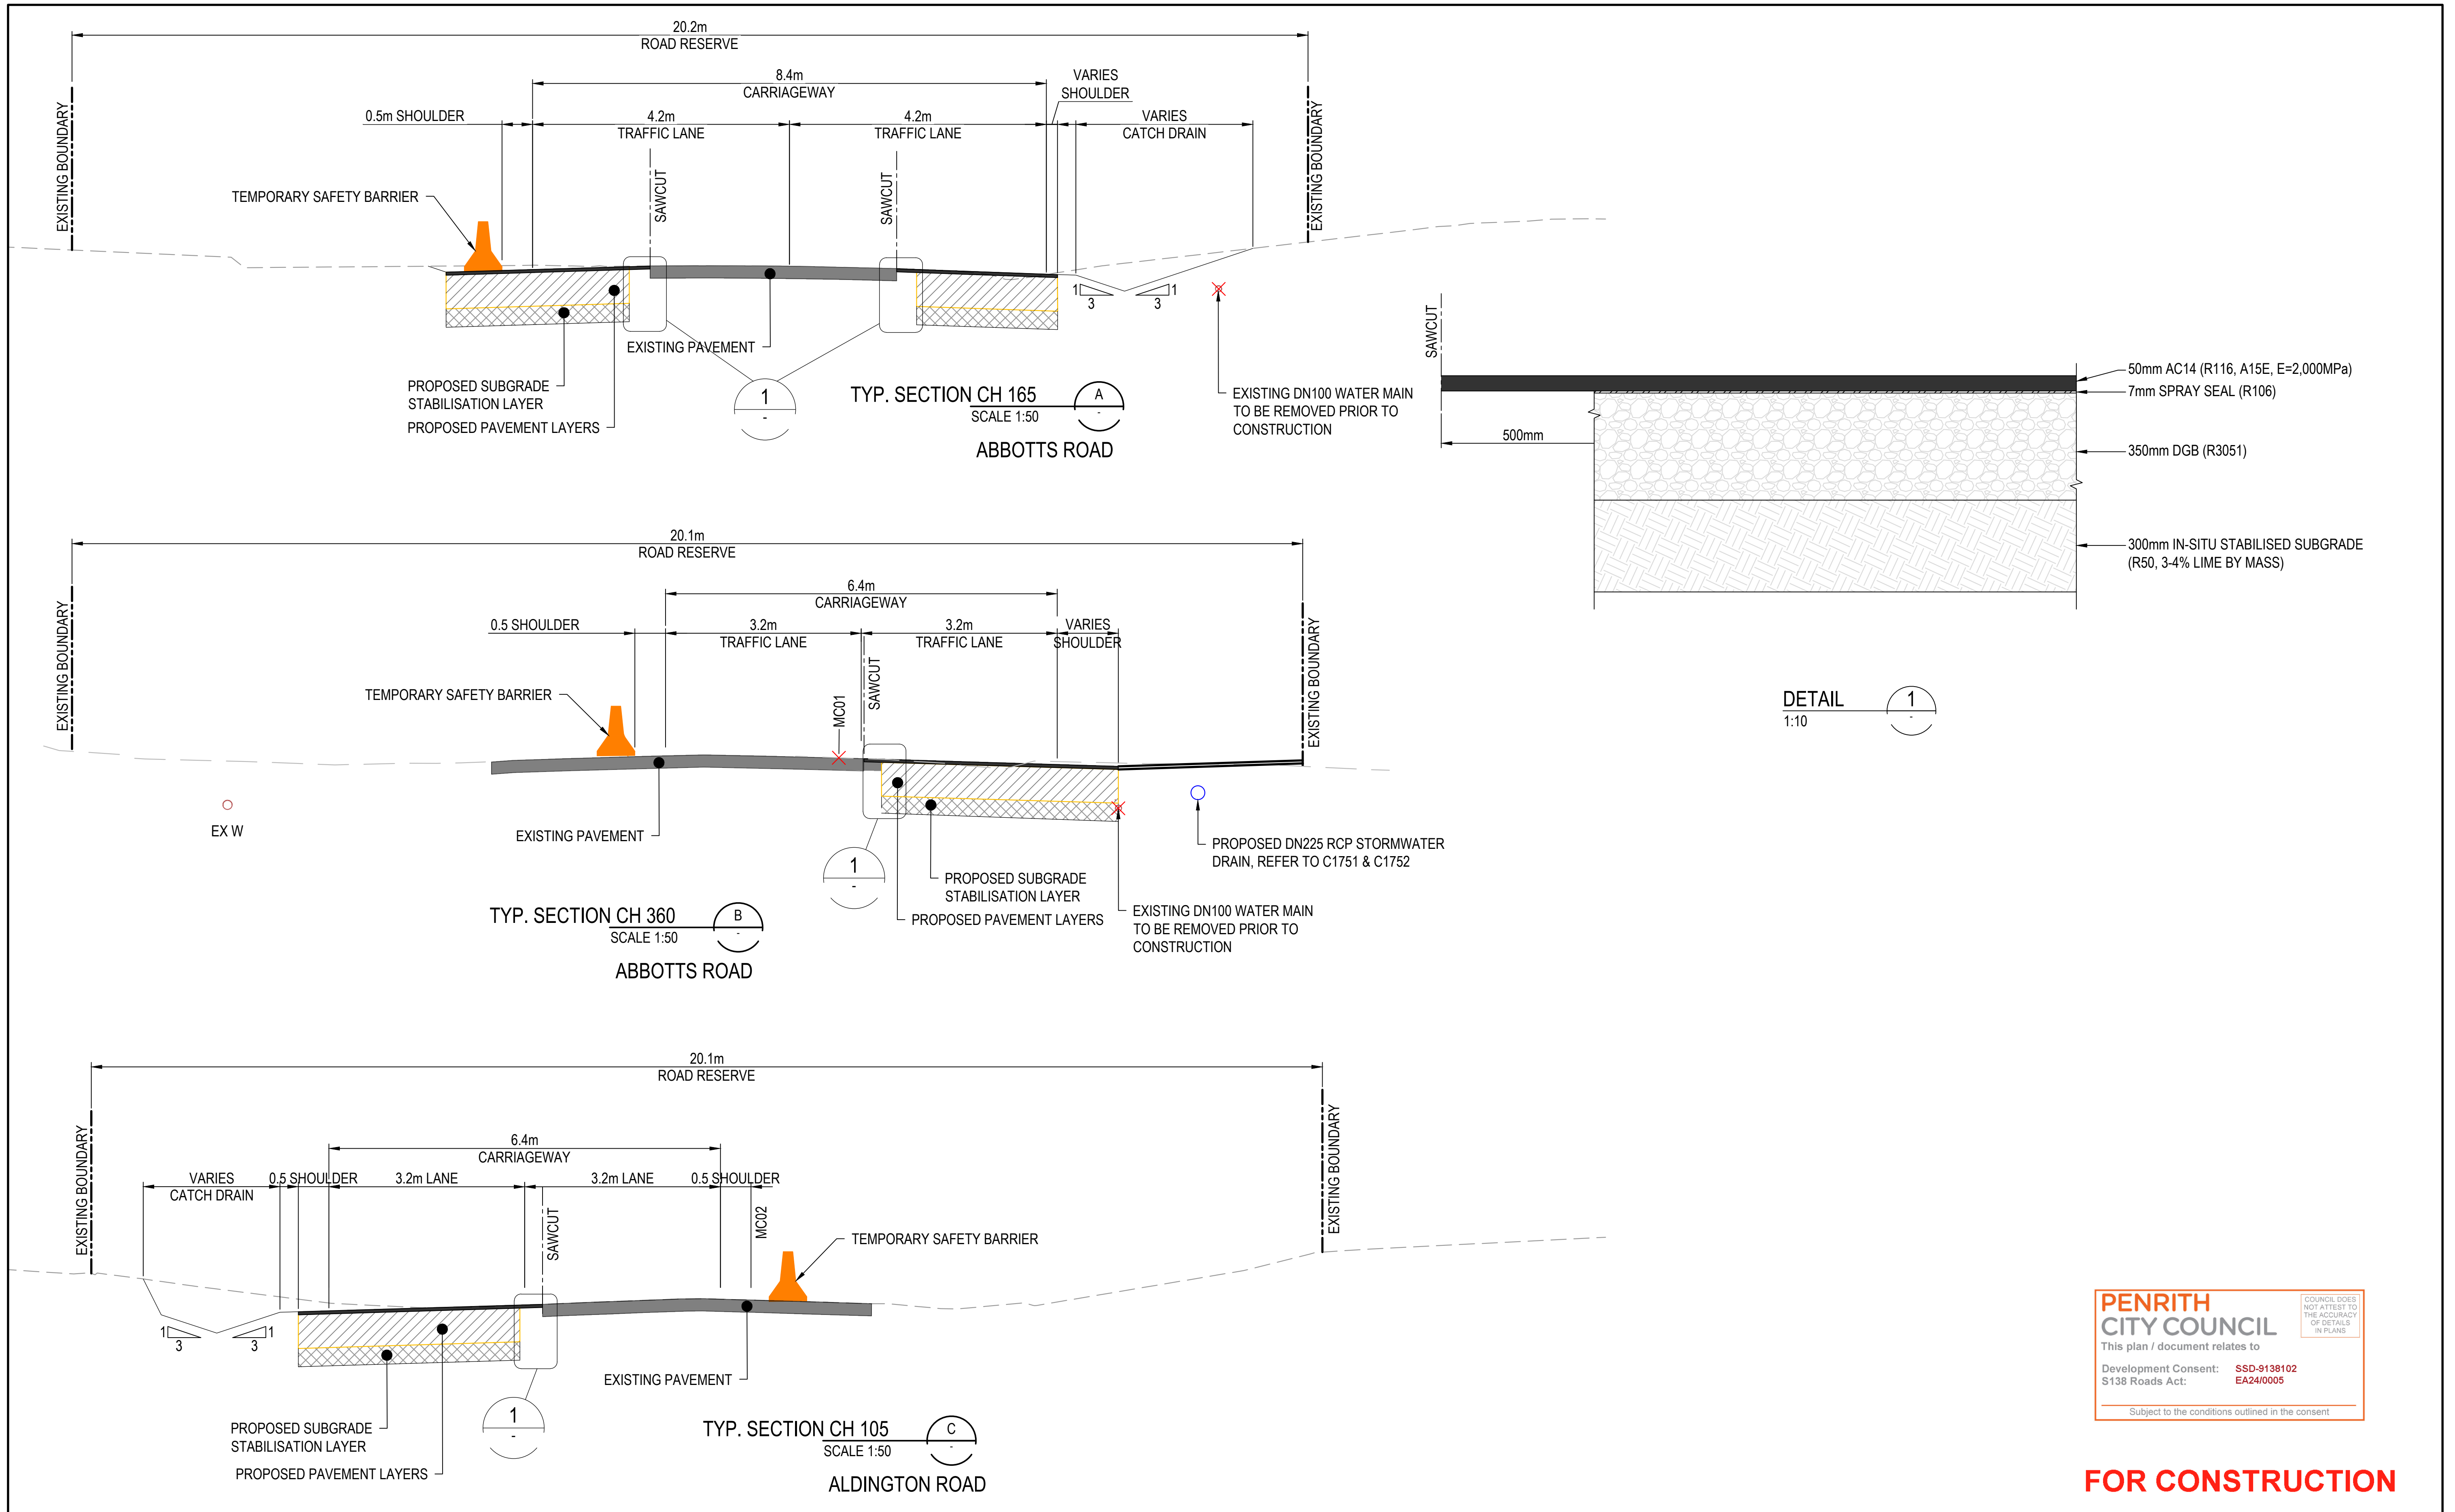 20.2m
ROAD RESERVE
8.4m
CARRIAGEWAY
VARIES
SHOULDER
0.5m SHOULDER
4.2m
TRAFFIC LANE
4.2m
TRAFFIC LANE
VARIES
CATCH DRAIN
EXISTING BOUNDARY
EXISTING BOUNDARY
TEMPORARY SAFETY BARRIER
SAWCUT
SAWCUT
1
3
1
3
EXISTING PAVEMENT
PROPOSED SUBGRADE
STABILISATION LAYER
PROPOSED PAVEMENT LAYERS
1
-
TYP. SECTION CH 165
SCALE 1:50
A
-
ABBOTTS ROAD
EXISTING DN100 WATER MAIN
TO BE REMOVED PRIOR TO
CONSTRUCTION
SAWCUT
500mm
50mm AC14 (R116, A15E, E=2,000MPa)
7mm SPRAY SEAL (R106)
350mm DGB (R3051)
300mm IN-SITU STABILISED SUBGRADE
(R50, 3-4% LIME BY MASS)
DETAIL
1:10
1
-
20.1m
ROAD RESERVE
6.4m
CARRIAGEWAY
0.5 SHOULDER
3.2m
TRAFFIC LANE
3.2m
TRAFFIC LANE
VARIES
SHOULDER
EXISTING BOUNDARY
EXISTING BOUNDARY
TEMPORARY SAFETY BARRIER
MC01
SAWCUT
EX W
EXISTING PAVEMENT
1
-
PROPOSED SUBGRADE
STABILISATION LAYER
PROPOSED PAVEMENT LAYERS
PROPOSED DN225 RCP STORMWATER
DRAIN, REFER TO C1751 & C1752
EXISTING DN100 WATER MAIN
TO BE REMOVED PRIOR TO
CONSTRUCTION
TYP. SECTION CH 360
SCALE 1:50
B
-
ABBOTTS ROAD
20.1m
ROAD RESERVE
6.4m
CARRIAGEWAY
VARIES
CATCH DRAIN
0.5 SHOULDER
3.2m LANE
3.2m LANE
0.5 SHOULDER
EXISTING BOUNDARY
EXISTING BOUNDARY
SAWCUT
MC02
TEMPORARY SAFETY BARRIER
1
3
1
3
EXISTING PAVEMENT
PROPOSED SUBGRADE
STABILISATION LAYER
PROPOSED PAVEMENT LAYERS
1
-
TYP. SECTION CH 105
SCALE 1:50
C
-
ALDINGTON ROAD
PENRITH
CITY COUNCIL
COUNCIL DOES
NOT ATTEST TO
THE ACCURACY
OF DETAILS
IN PLANS
This plan / document relates to
Development Consent: SSD-9138102
S138 Roads Act: EA24/0005
Subject to the conditions outlined in the consent
FOR CONSTRUCTION